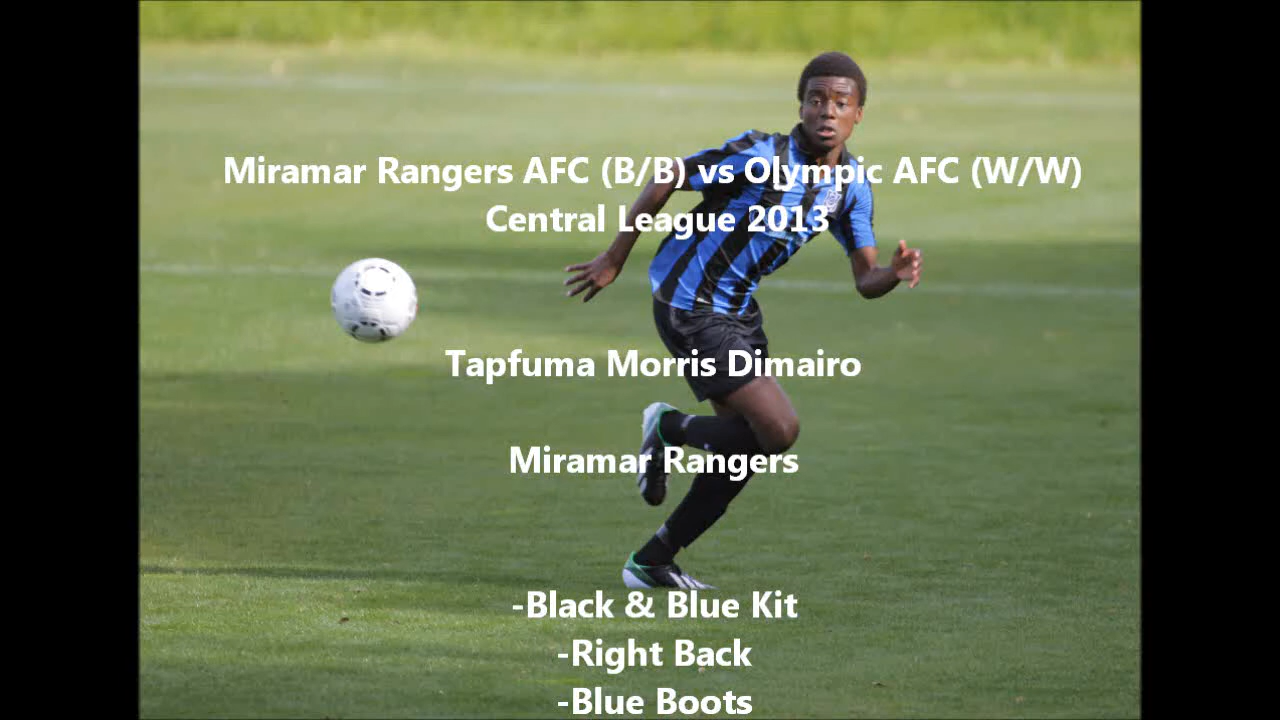 Miramar Rangers AFC (B/B) vs Olympic AFC (W/W)
Central League 2013
Tapfuma Morris Dimairo
Miramar Rangers
-Black & Blue Kit
-Right Back
-Blue Boots